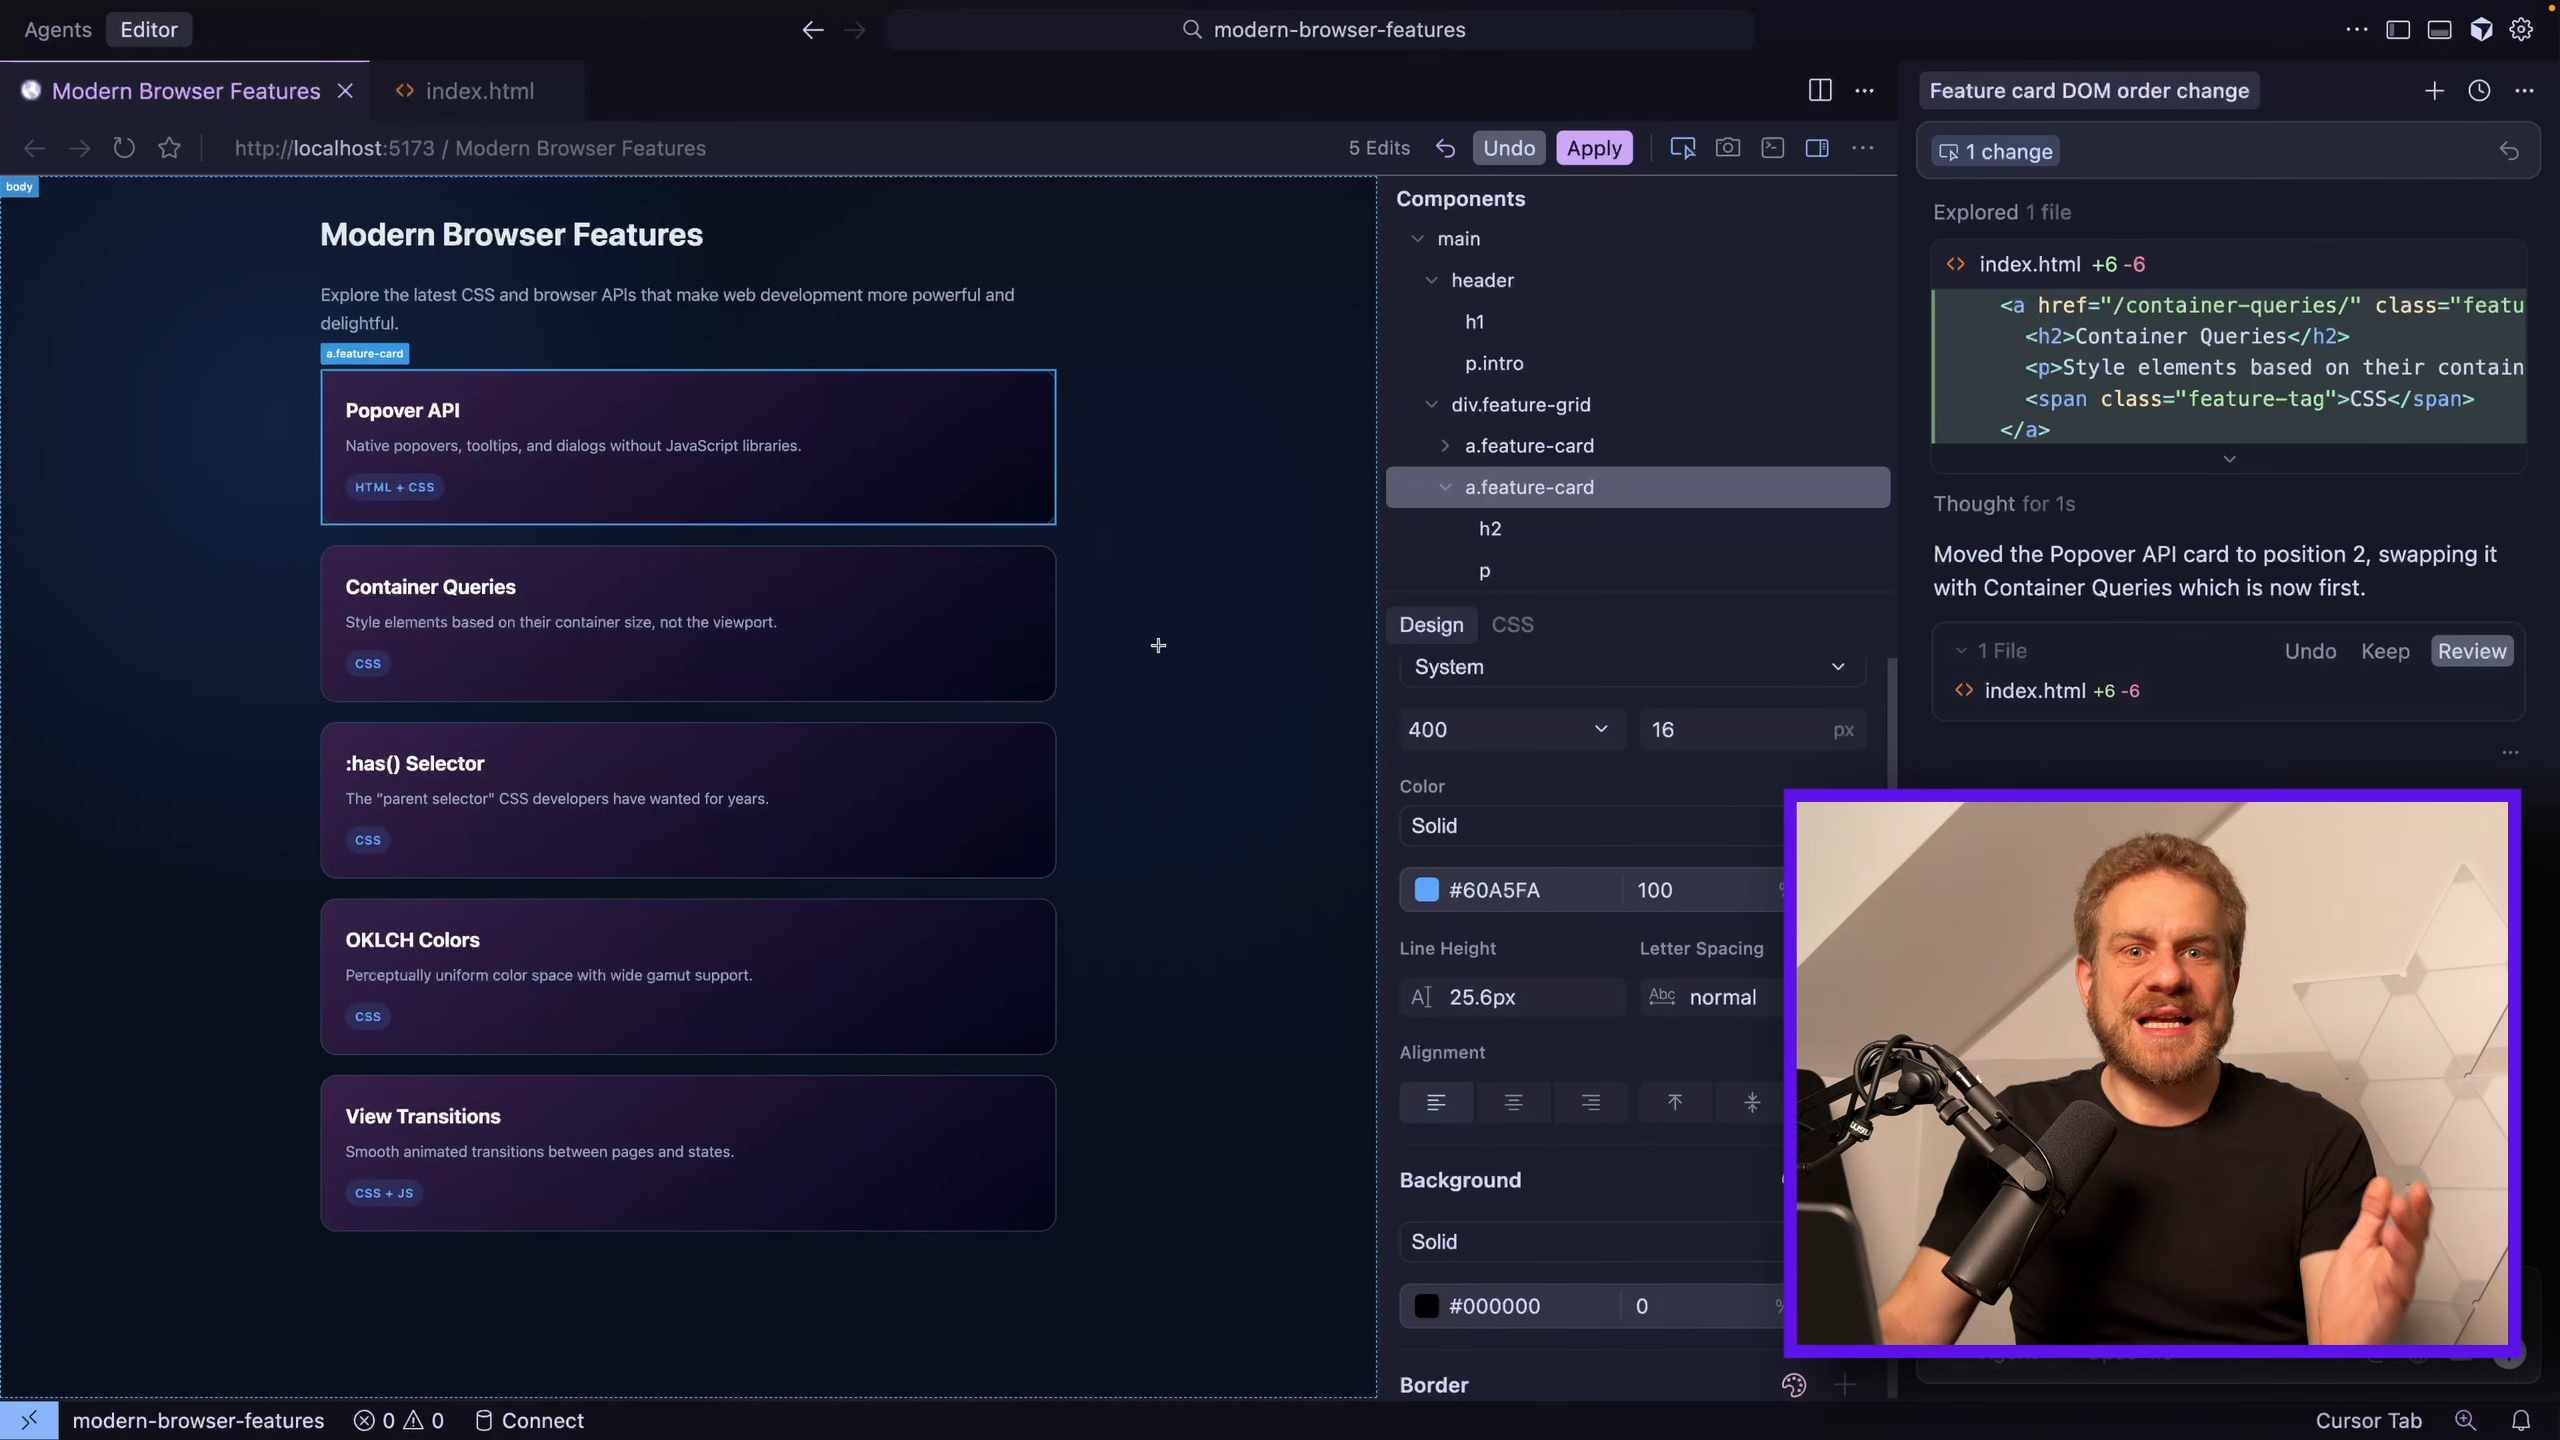 Agents
Editor
modern-browser-features
Modern Browser Features
index.html
Feature card DOM order change
http://localhost:5173 / Modern Browser Features
5 Edits
Undo
Apply
1 change
body
Modern Browser Features
Explore the latest CSS and browser APIs that make web development more powerful and
delightful.
a.feature-card
Popover API
Native popovers, tooltips, and dialogs without JavaScript libraries.
HTML + CSS
Container Queries
Style elements based on their container size, not the viewport.
CSS
:has() Selector
The "parent selector" CSS developers have wanted for years.
CSS
OKLCH Colors
Perceptually uniform color space with wide gamut support.
CSS
View Transitions
Smooth animated transitions between pages and states.
CSS + JS
Components
main
header
h1
p.intro
div.feature-grid
a.feature-card
a.feature-card
h2
p
Design
CSS
System
400
16
px
Color
Solid
#60A5FA
100
Line Height
Letter Spacing
25.6px
Abc
normal
Alignment
Background
Solid
#000000
0
%
Border
Explored 1 file
index.html +6 -6
<a href="/container-queries/" class="featu
<h2>Container Queries</h2>
<p>Style elements based on their contain
<span class="feature-tag">CSS</span>
</a>
Thought for 1s
Moved the Popover API card to position 2, swapping it
with Container Queries which is now first.
1 File
Undo
Keep
Review
index.html +6 -6
modern-browser-features
0
0
Connect
Cursor Tab